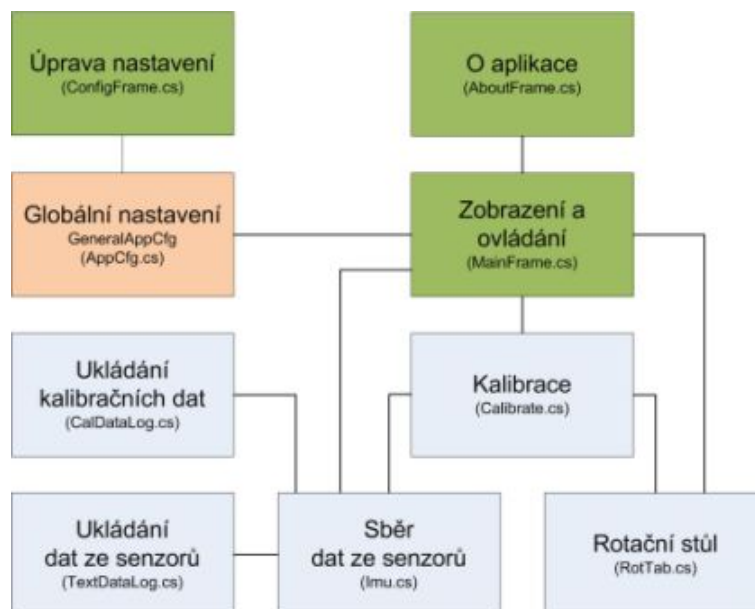 Úprava nastavení
(ConfigFrame.cs)
O aplikace
(AboutFrame.cs)
Globální nastavení
GeneralAppCfg
(AppCfg.cs)
Zobrazení a
ovládání
(MainFrame.cs)
Ukládání
kalibračních dat
(CalDataLog.cs)
Kalibrace
(Calibrate.cs)
Ukládání
dat ze senzorů
(TextDataLog.cs)
Sběr
dat ze senzorů
(Imu.cs)
Rotační stůl
(RotTab.cs)